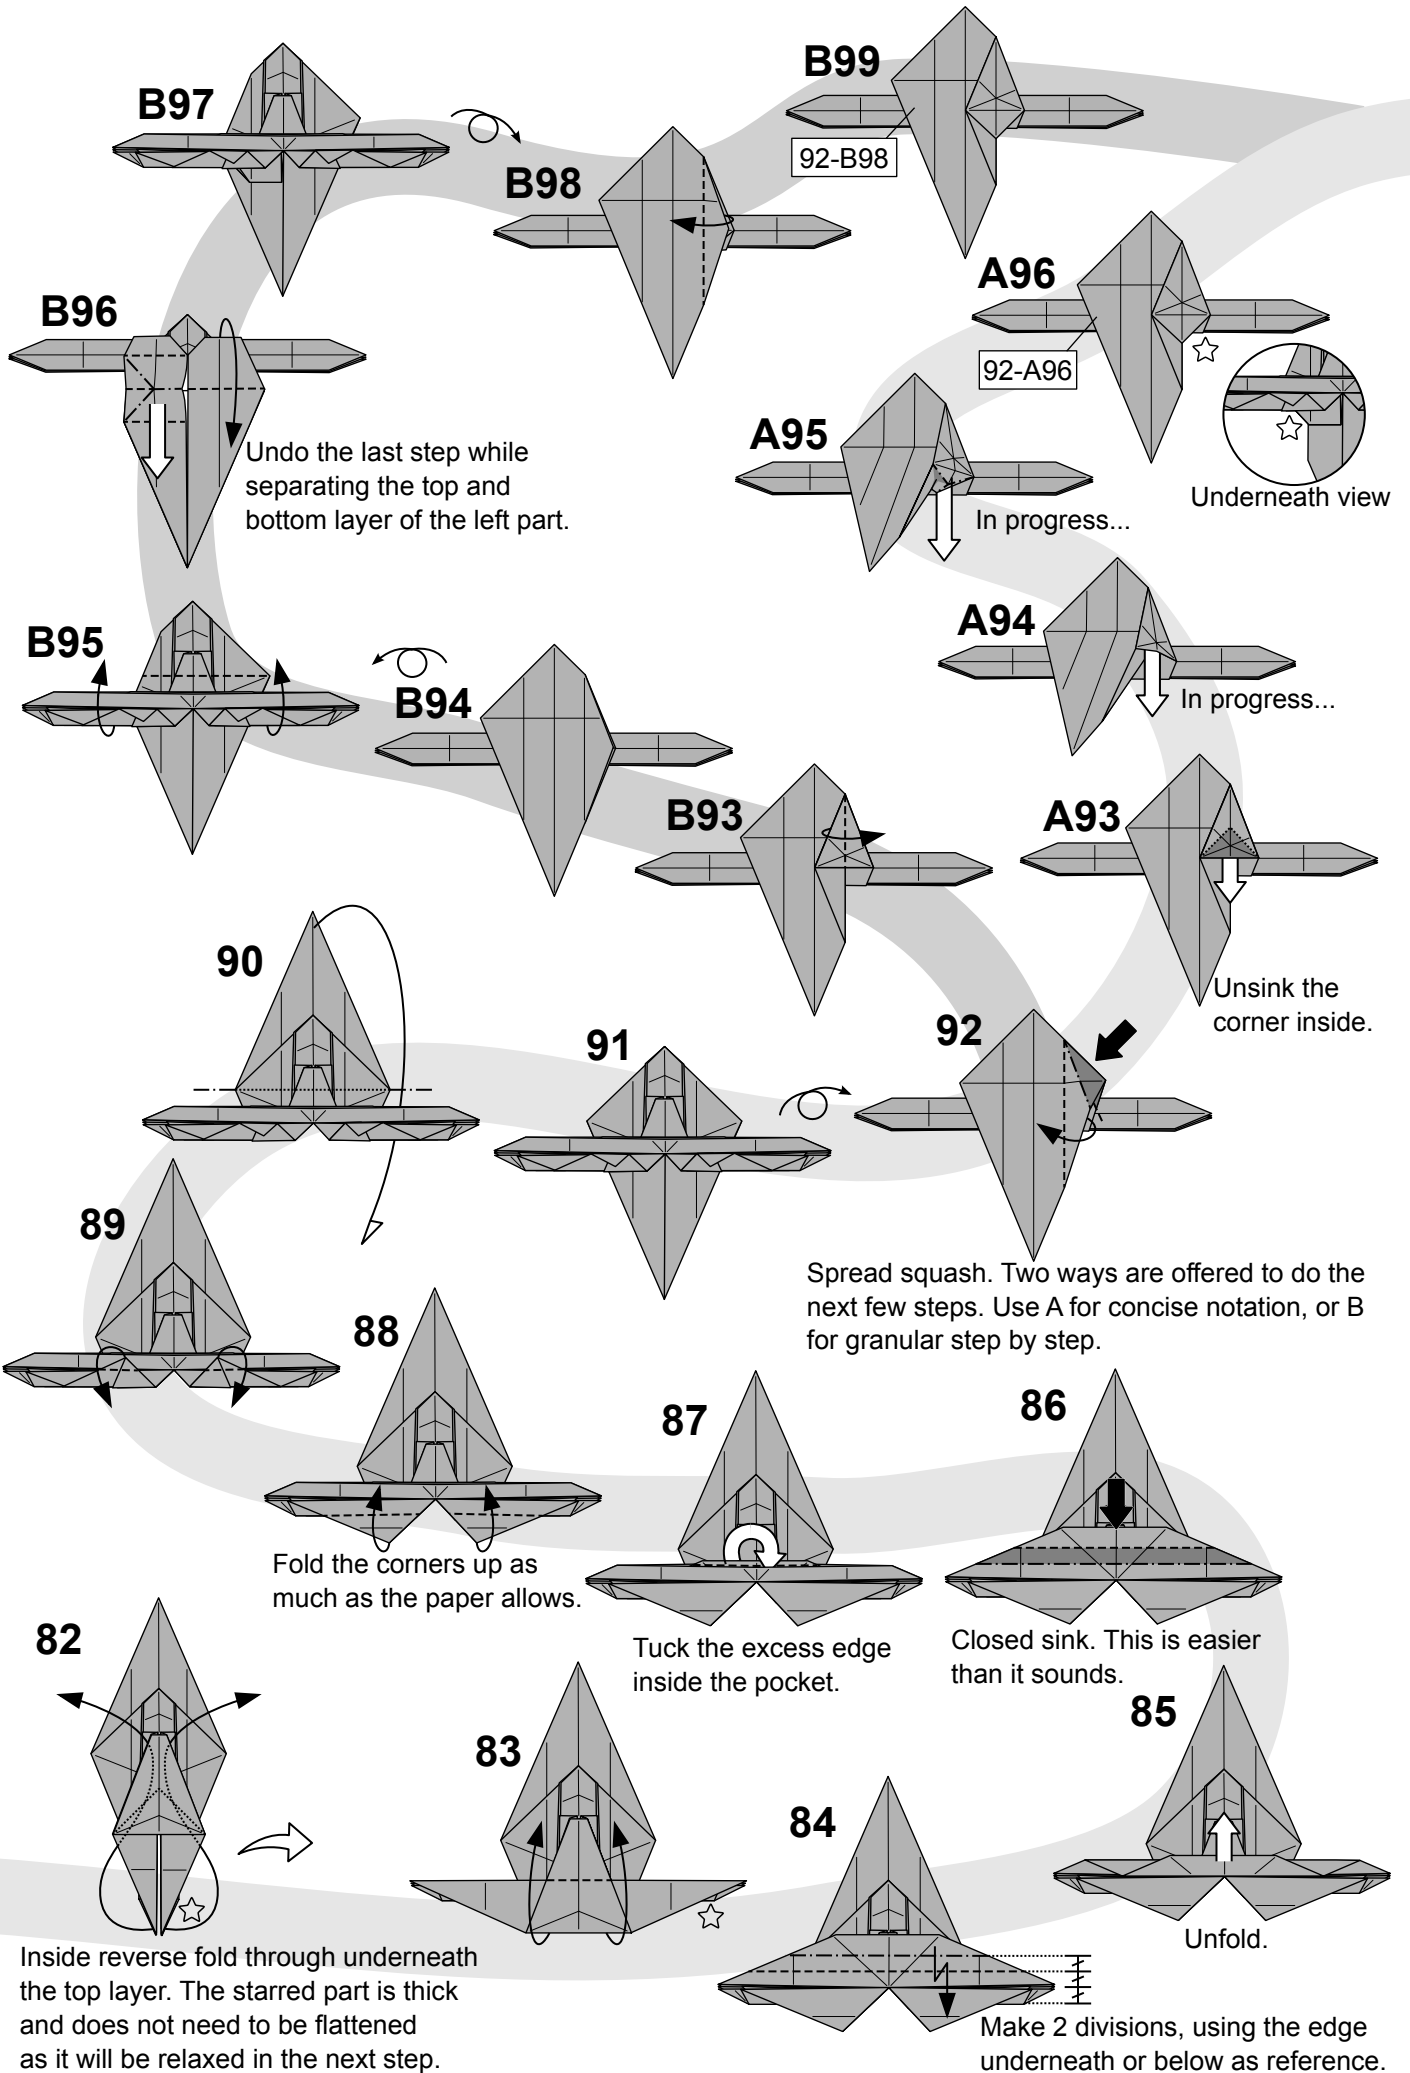 82
Inside reverse fold through underneath
the top layer. The starred part is thick
and does not need to be flattened
as it will be relaxed in the next step.
83
84
Make 2 divisions, using the edge
underneath or below as reference.
85
Unfold.
86
Closed sink. This is easier
than it sounds.
87
Tuck the excess edge
inside the pocket.
88
Fold the corners up as
much as the paper allows.
89
90
91
92
Spread squash. Two ways are offered to do the
next few steps. Use A for concise notation, or B
for granular step by step.
A93
Unsink the
corner inside.
A94
In progress...
A95
In progress...
A96
92-A96
Underneath view
B93
B94
B95
B96
Undo the last step while
separating the top and
bottom layer of the left part.
B97
B98
B99
92-B98